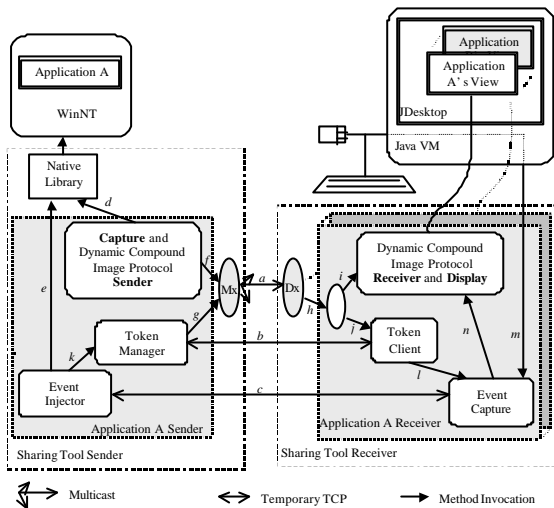 Application A
WinNT
Native
Library
d
Capture and
Dynamic Compound
Image Protocol
Sender
e
f
Mx
g
Token
Manager
k
Event
Injector
Application A Sender
Sharing Tool Sender
a
b
c
Application
Application
A's View
JDesktop
Java VM
Dx
h
i
j
Dynamic Compound
Image Protocol
Receiver and Display
Token
Client
n
m
l
Event
Capture
Application A Receiver
Sharing Tool Receiver
Multicast
Temporary TCP
Method Invocation